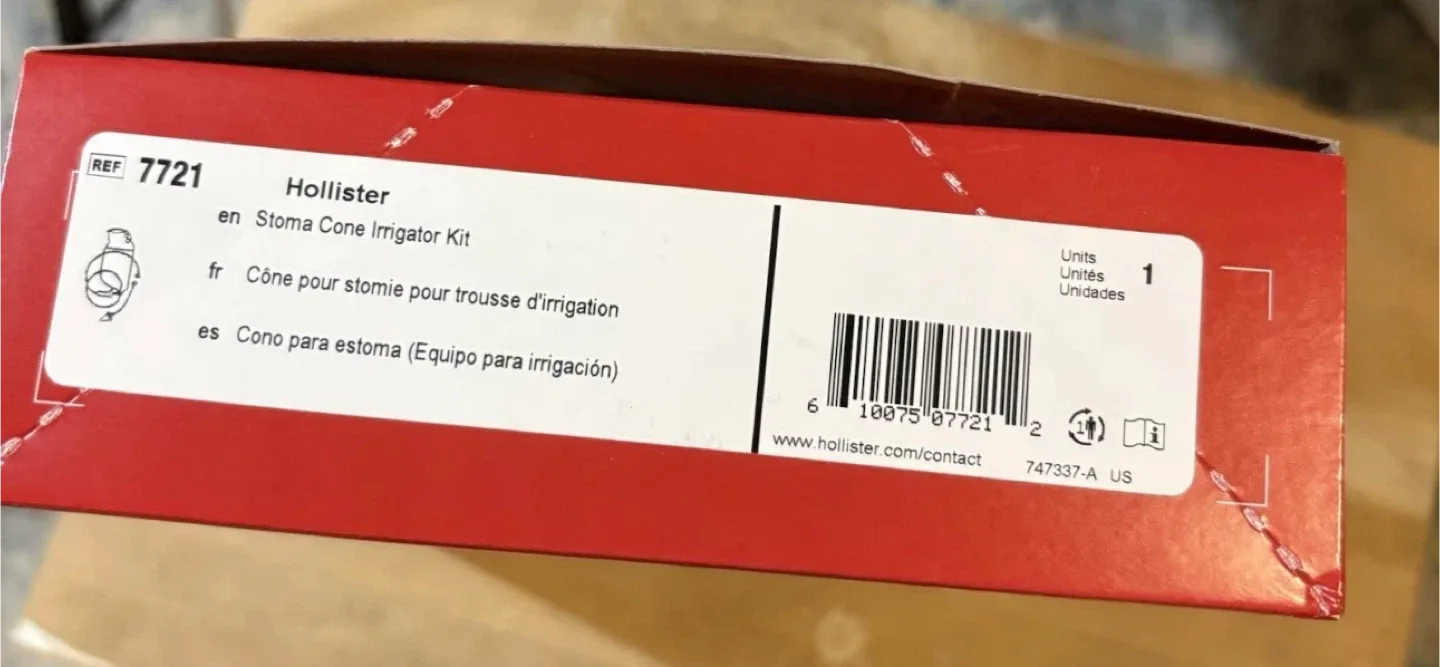 REF 7721
Hollister
en Stoma Cone Irrigator Kit
fr Cône pour stomie pour trousse d'irrigation
es Cono para estoma (Equipo para irrigación)
Units
Unités 1
Unidades
6 10075 07721 2
1
i
www.hollister.com/contact
747337-A US